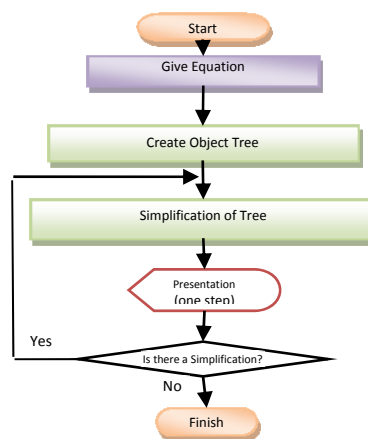 Start
Give Equation
Create Object Tree
Simplification of Tree
Presentation
(one step)
Yes
Is there a Simplification?
No
Finish